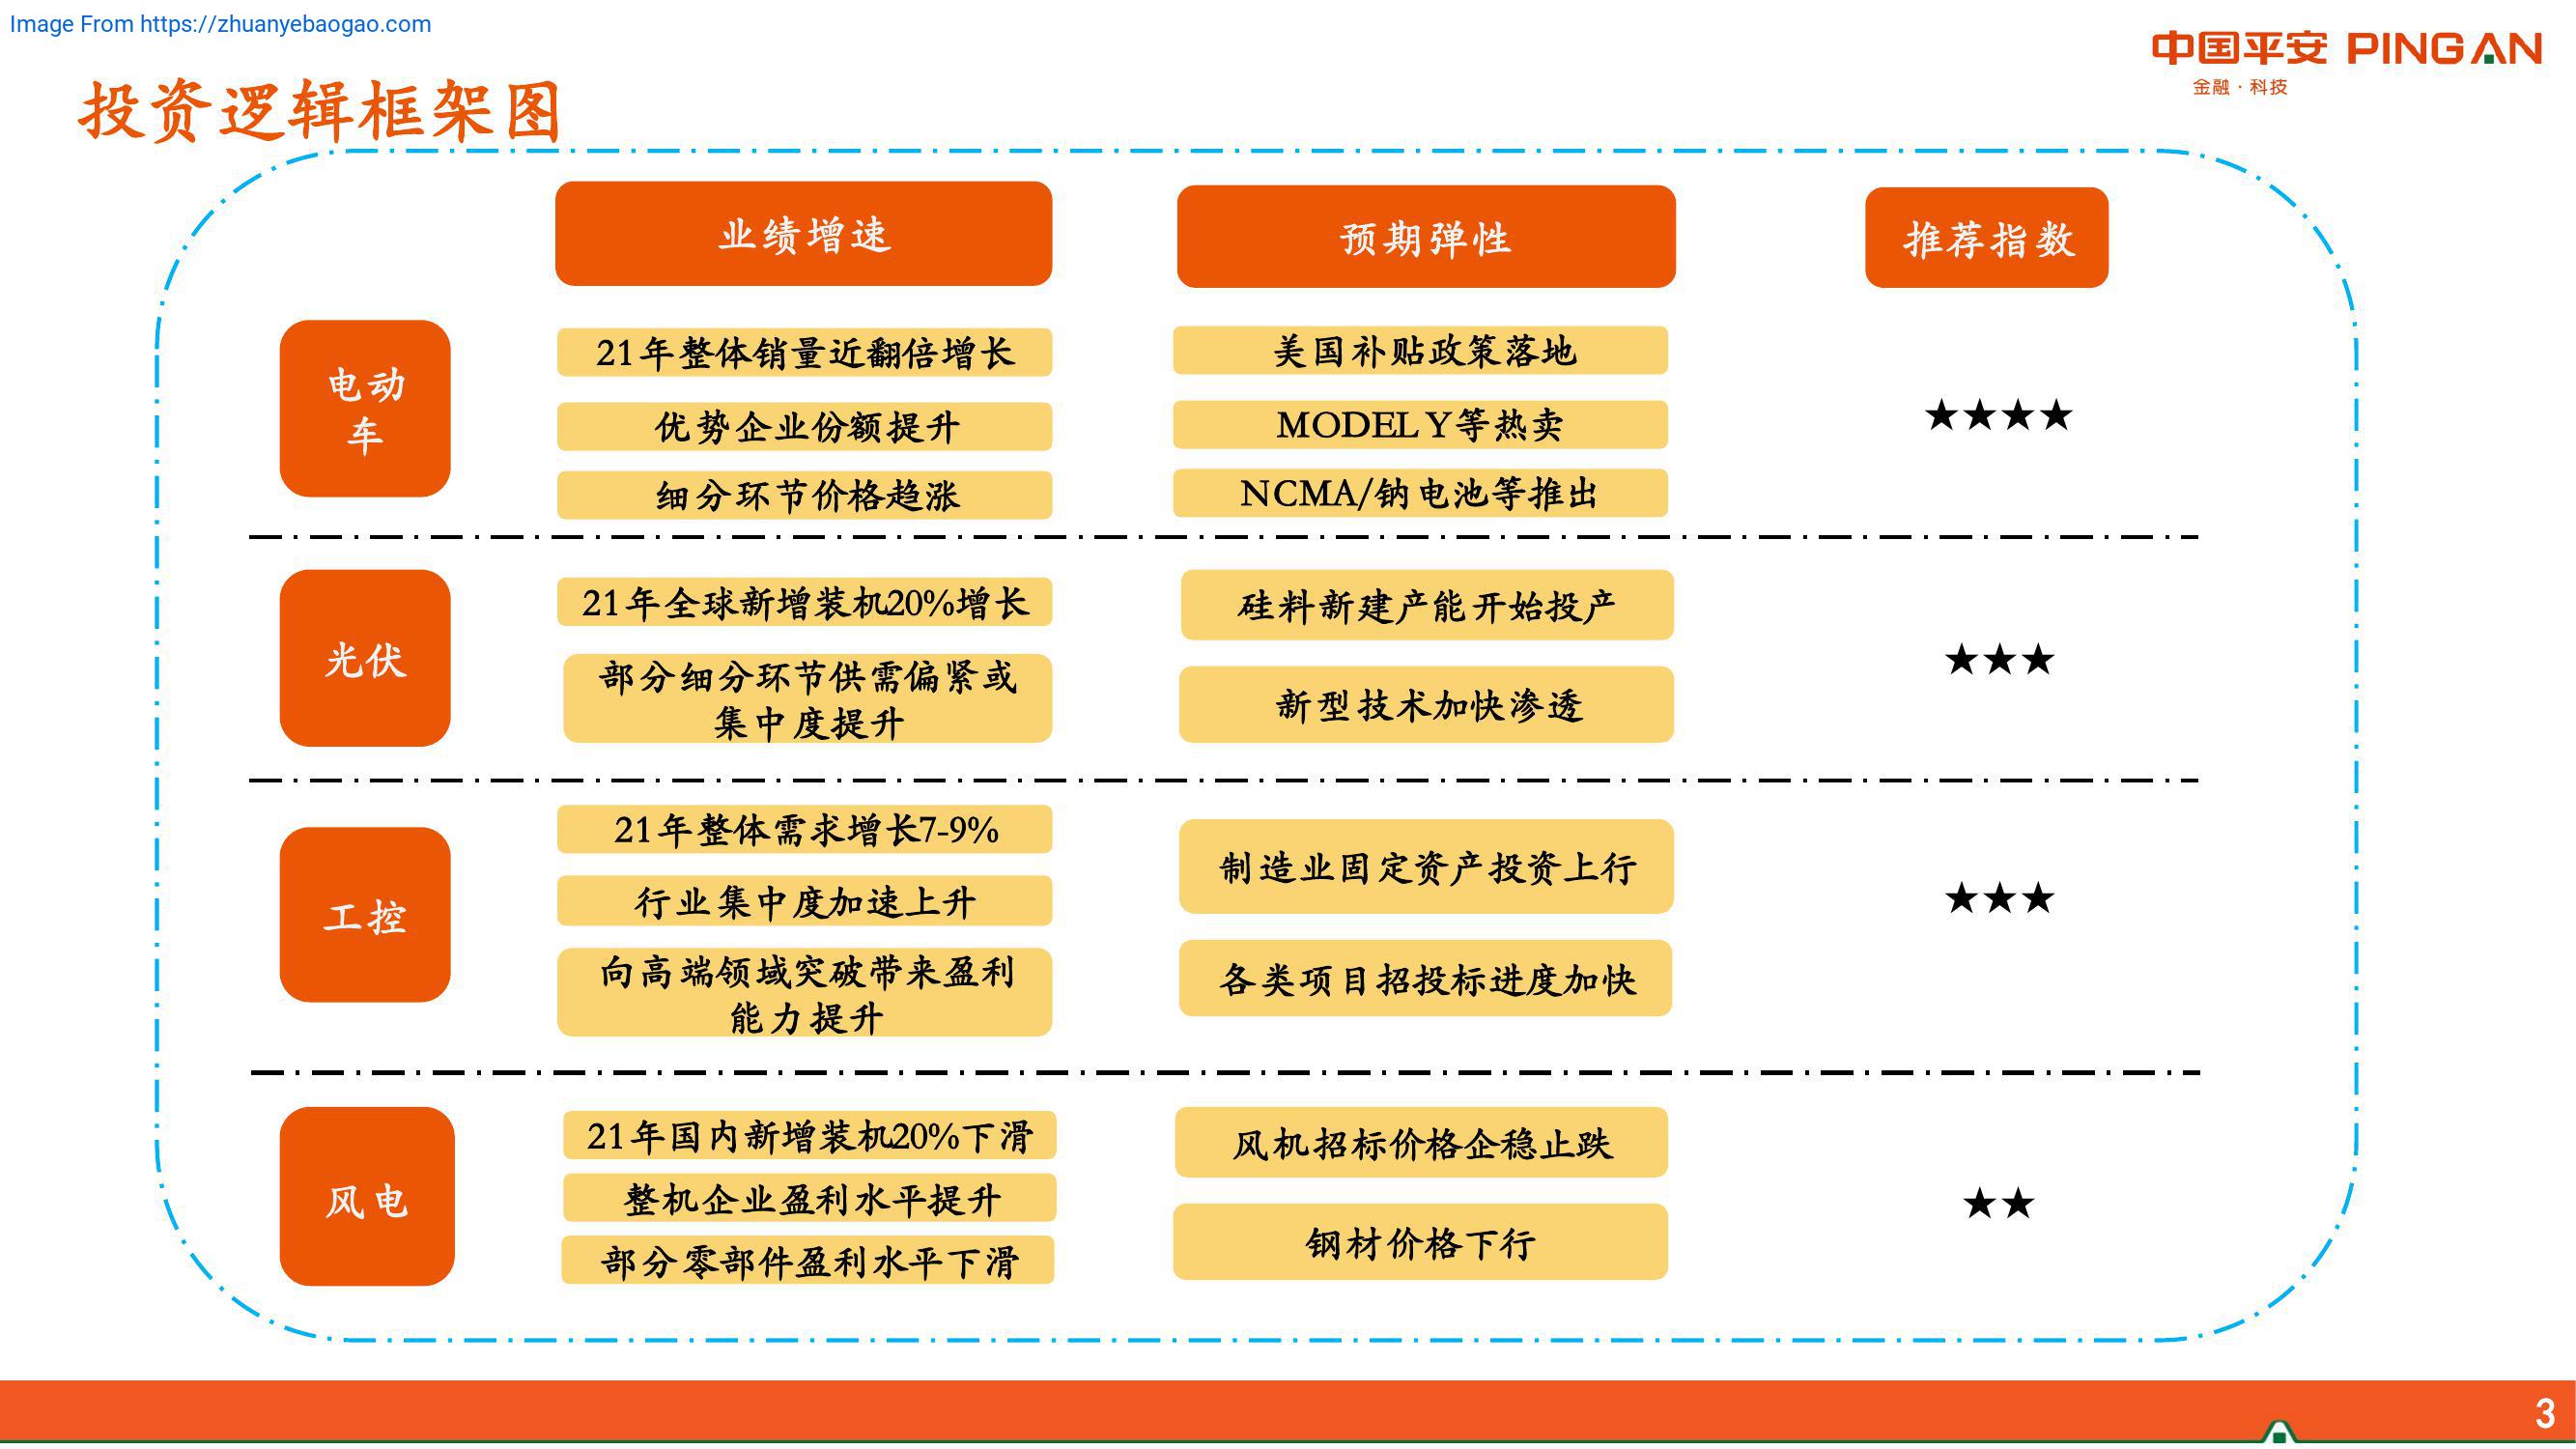 Image From https://zhuanyebaogao.com
中国平安 PINGAN
金融·科技
投资逻辑框架图
业绩增速
预期弹性
推荐指数
电动
车
21年整体销量近翻倍增长
优势企业份额提升
细分环节价格趋涨
美国补贴政策落地
MODEL Y等热卖
NCMA/钠电池等推出
★★★★
光伏
21年全球新增装机20%增长
部分细分环节供需偏紧或
集中度提升
硅料新建产能开始投产
新型技术加快渗透
★★★
工控
21年整体需求增长7-9%
行业集中度加速上升
向高端领域突破带来盈利
能力提升
制造业固定资产投资上行
各类项目招投标进度加快
★★★
风电
21年国内新增装机20%下滑
整机企业盈利水平提升
部分零部件盈利水平下滑
风机招标价格企稳止跌
钢材价格下行
★★
3